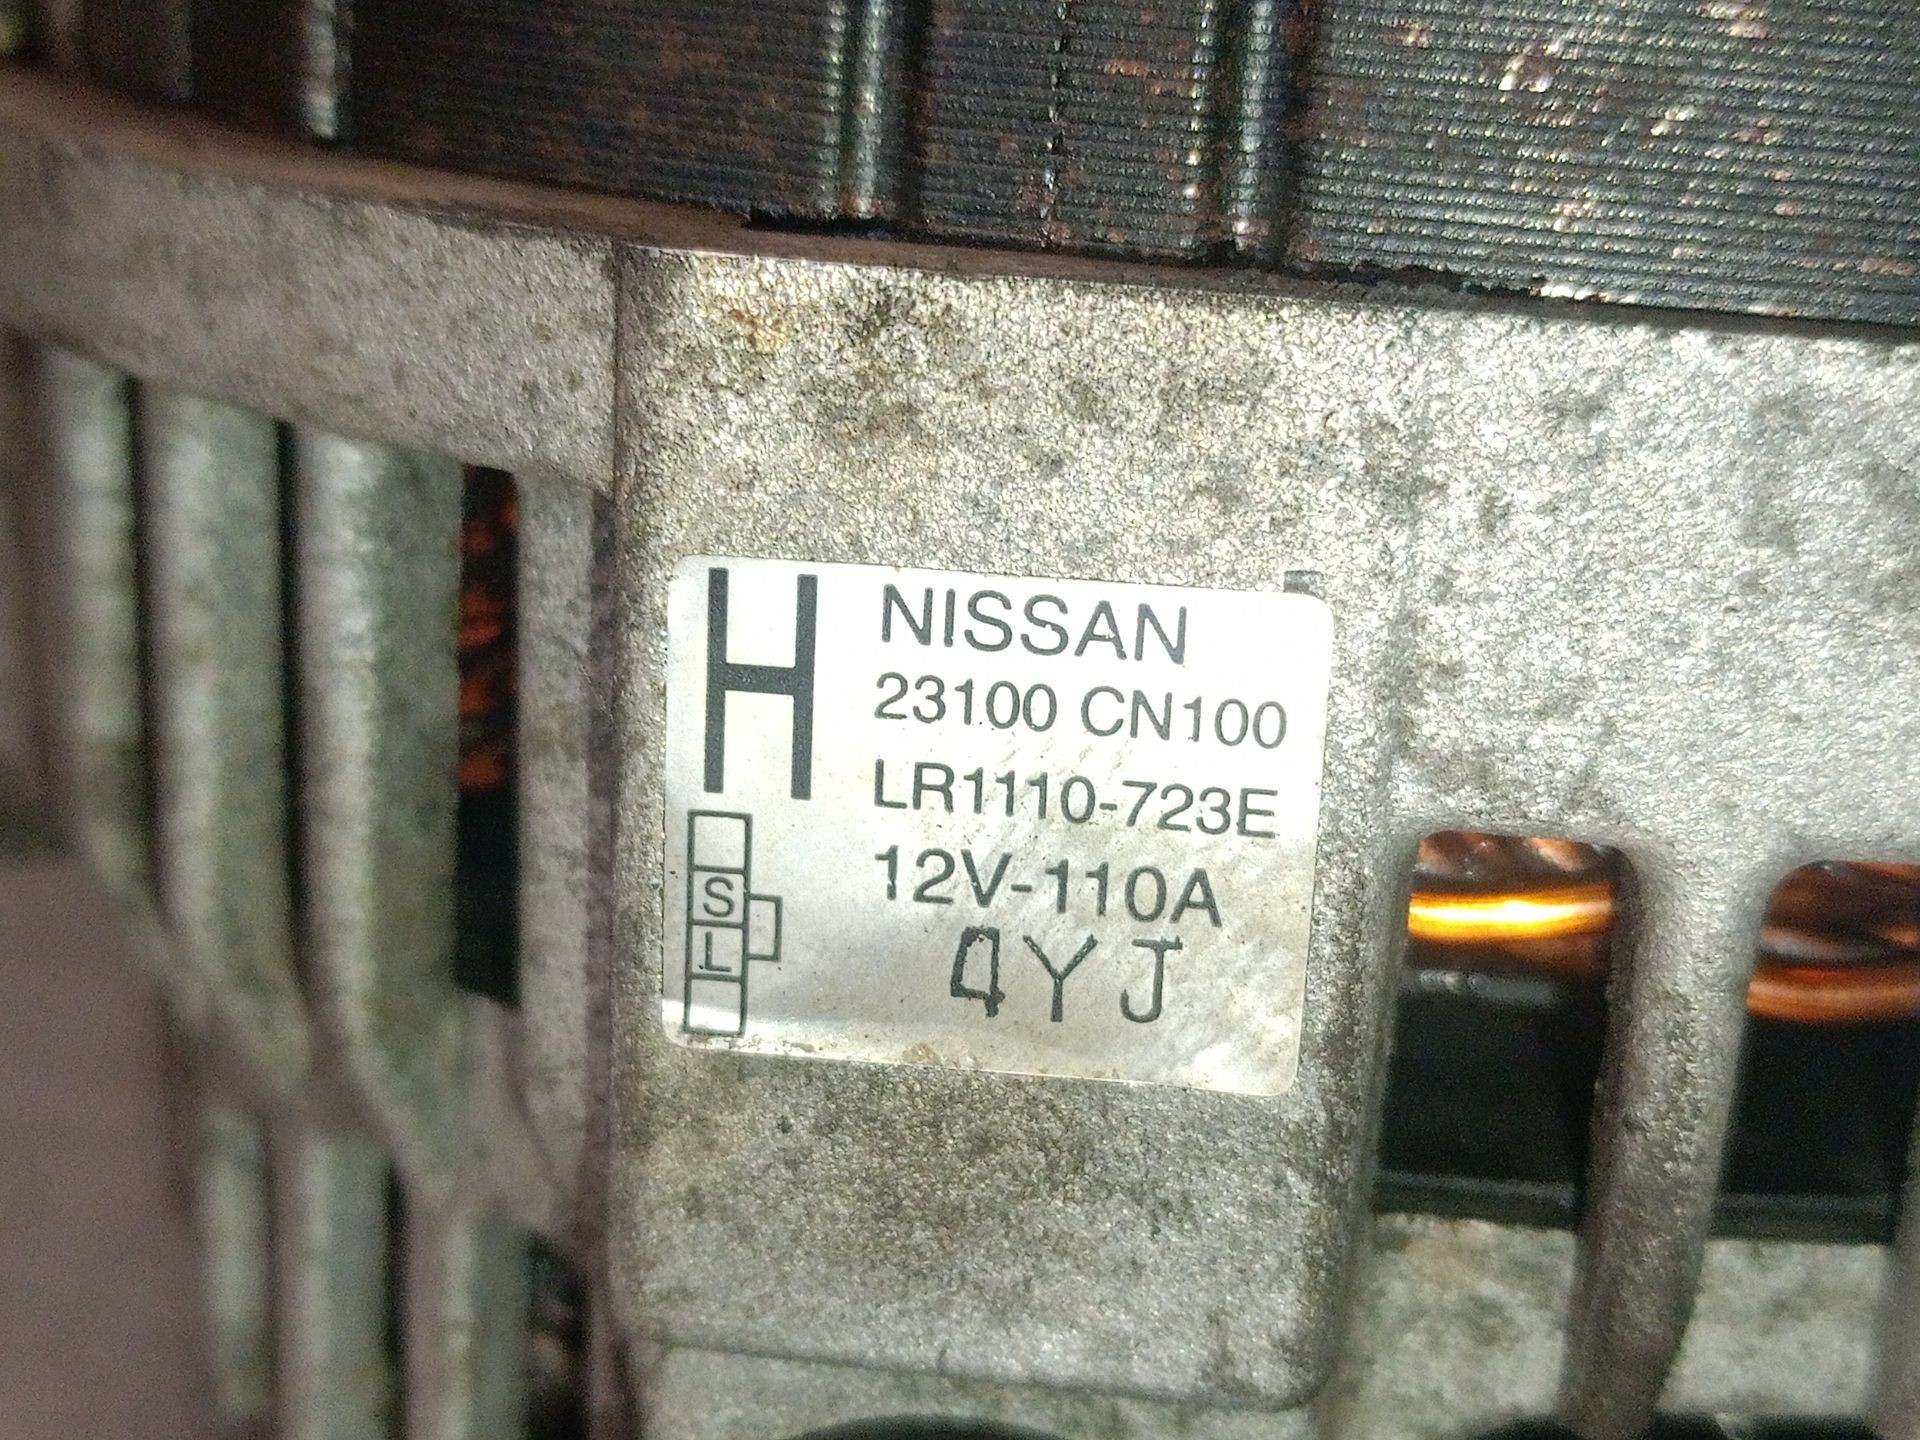 H
NISSAN
23100 CN100
LR1110-723E
12V-110A
4YJ
S
L